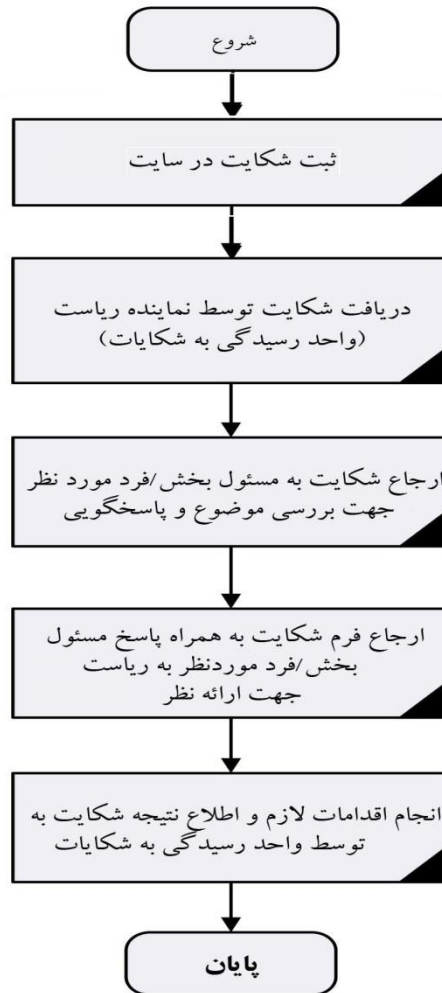 شروع
ثبت شکایت در سایت
دریافت شکایت توسط نماینده ریاست
(واحد رسیدگی به شکایات)
ارجاع شکایت به مسئول بخش/فرد مورد نظر
جهت بررسی موضوع و پاسخگویی
ارجاع فرم شکایت به همراه پاسخ مسئول
بخش/فرد موردنظر به ریاست
جهت ارائه نظر
انجام اقدامات لازم و اطلاع نتیجه شکایت به
توسط واحد رسیدگی به شکایات
پایان